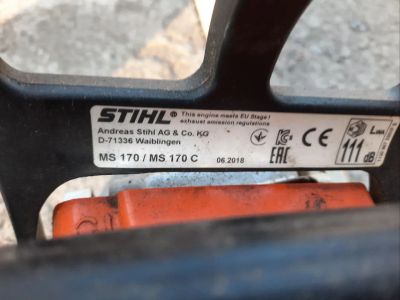 STIHL
This engine meets EU Stage I
exhaust emission regulations
Andreas Stihl AG & Co. KG
D-71336 Waiblingen
MS 170 / MS 170 C
06.2018
EAC
CE
LWA
111 dB